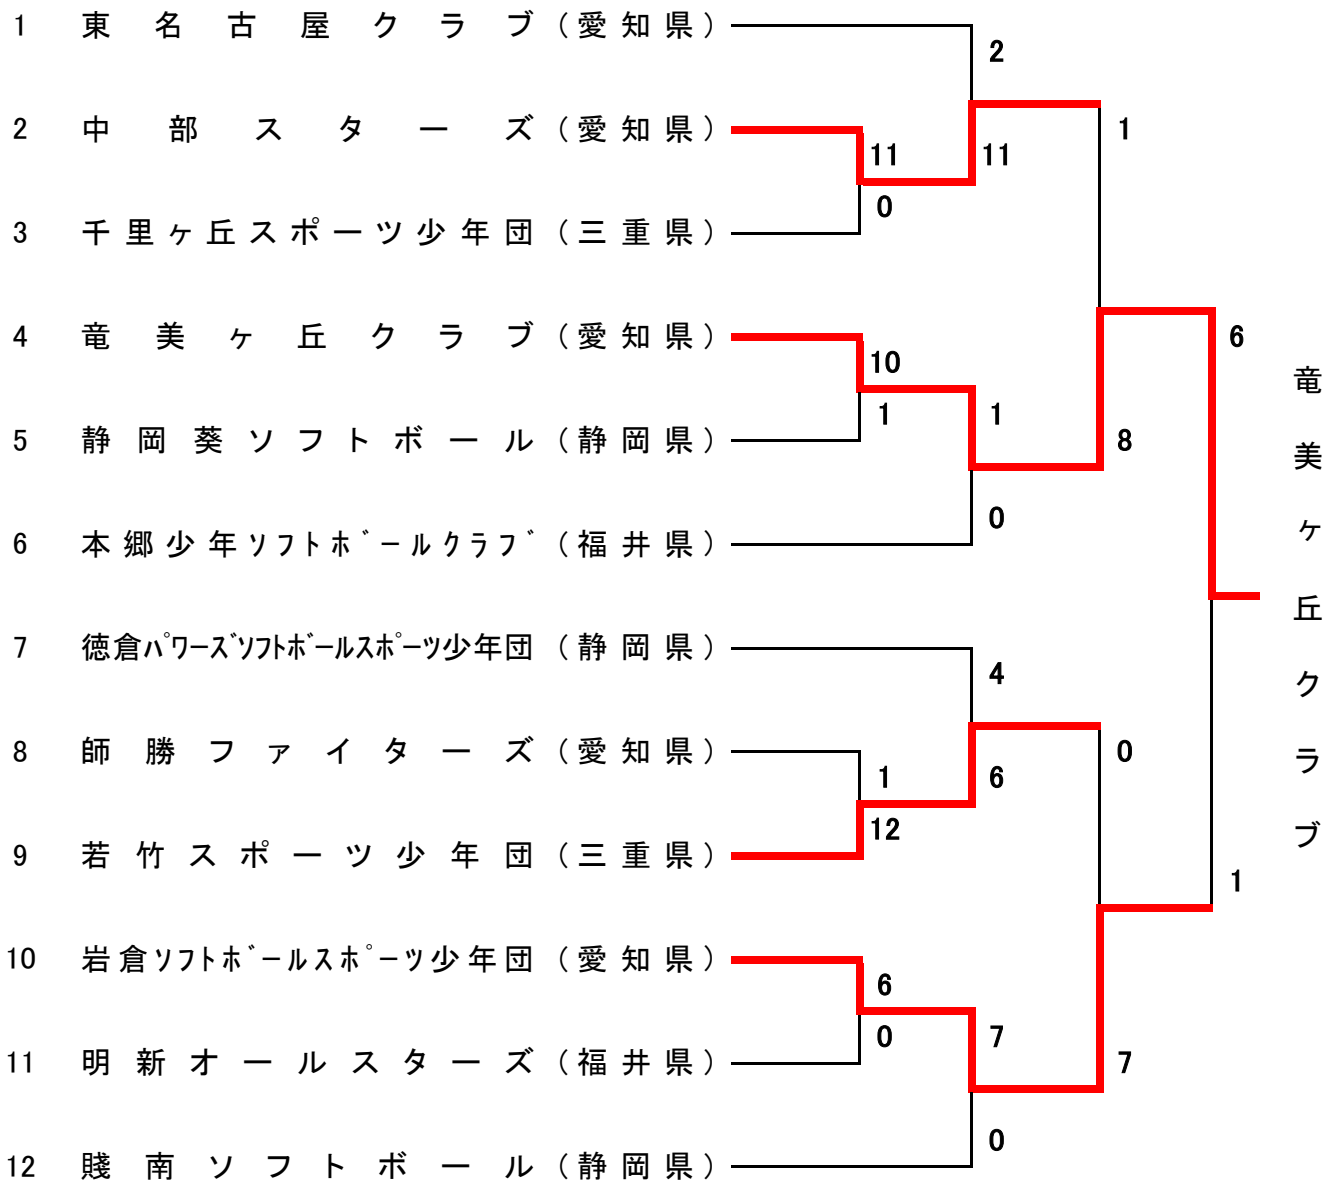 1 東名古屋クラブ(愛知県)
2
2 中部スターズ(愛知県)
1
11
11
0
3 千里ヶ丘スポーツ少年団(三重県)
4 竜美ヶ丘クラブ(愛知県)
6
10
1
1
5 静岡葵ソフトボール(静岡県)
8
0
6 本郷少年ソフトボールクラブ(福井県)
竜美ヶ丘クラブ
7 徳倉パワーズソフトボールスポーツ少年団(静岡県)
4
8 師勝ファイターズ(愛知県)
0
1
6
12
9 若竹スポーツ少年団(三重県)
1
10 岩倉ソフトボールスポーツ少年団(愛知県)
6
0
7
11 明新オールスターズ(福井県)
7
0
12 賤南ソフトボール(静岡県)